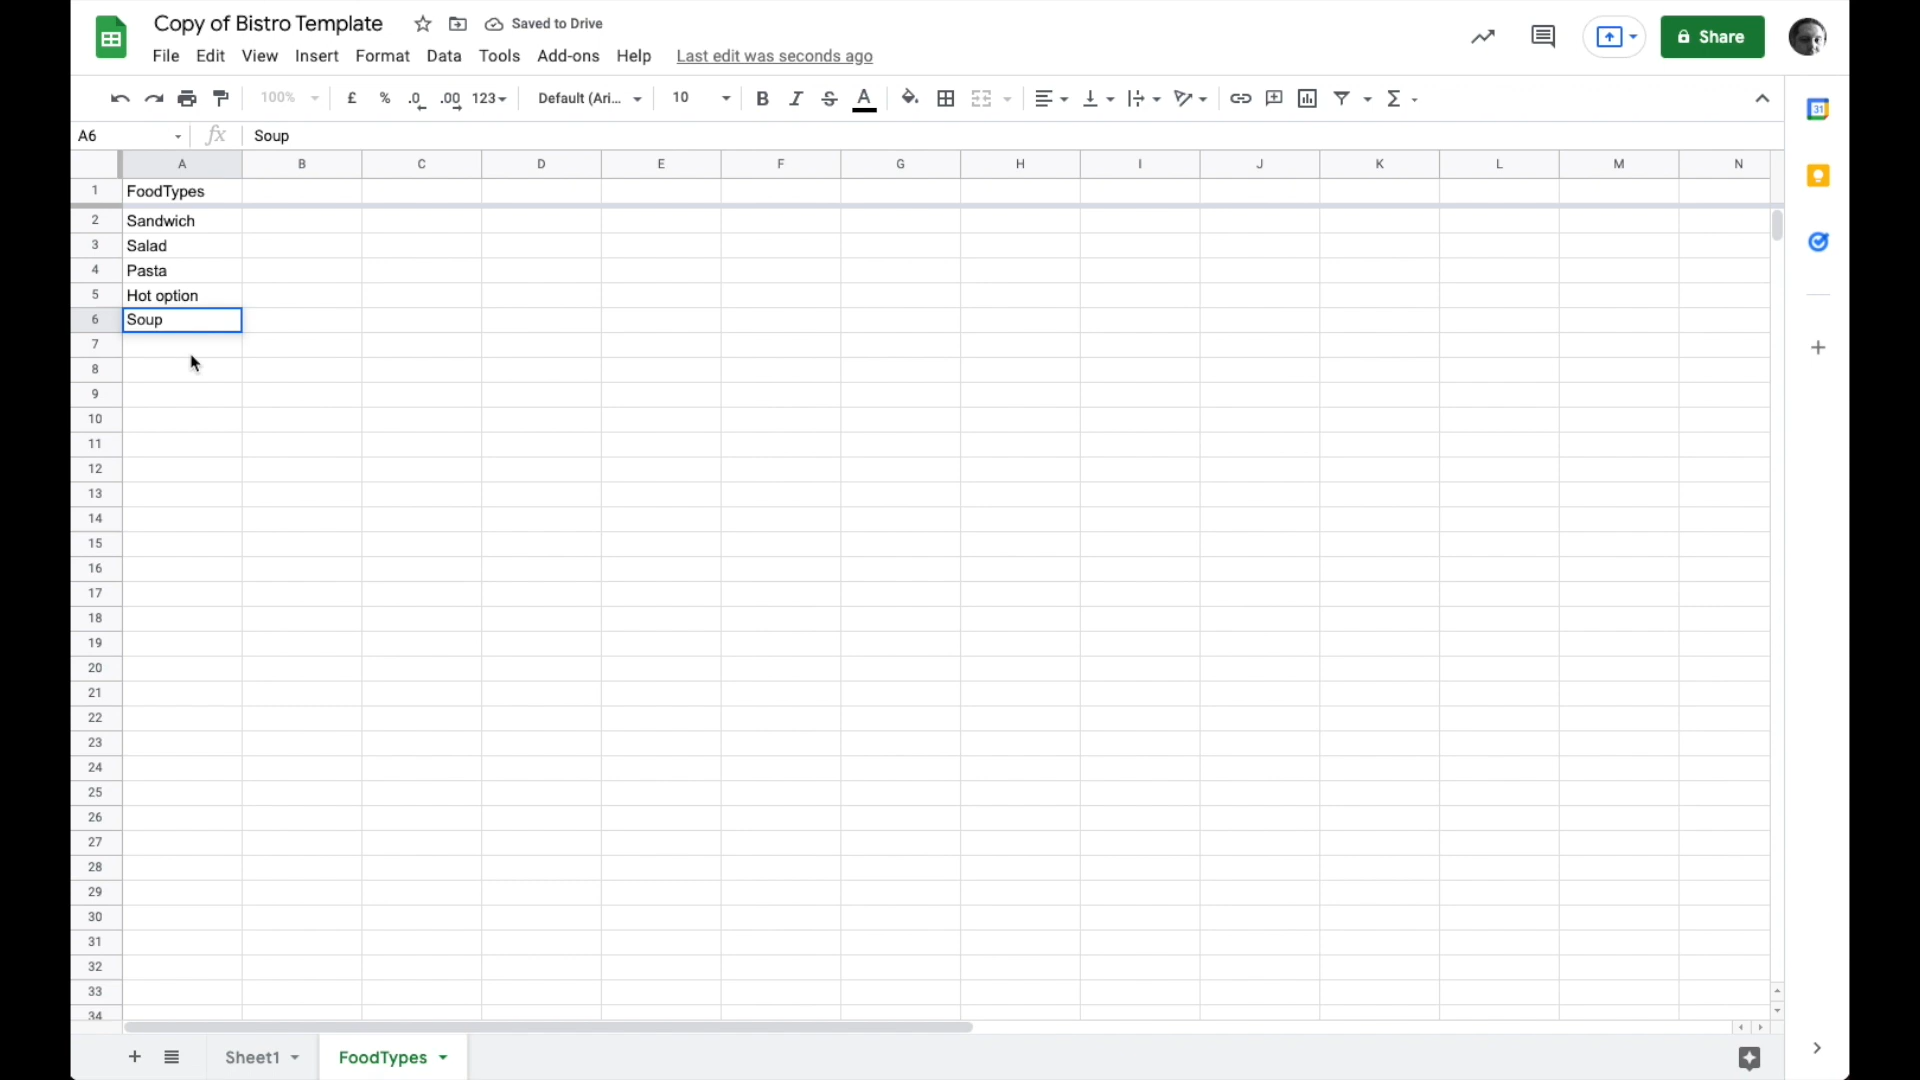 Copy of Bistro Template Saved to Drive
File Edit View Insert Format Data Tools Add-ons Help Last edit was seconds ago
Share
100% £ % .0 .00 123 Default (Ari... 10 B I S A Σ
31
A6 fx Soup
A B C D E F G H I J K L M N
1 FoodTypes
2 Sandwich
3 Salad
4 Pasta
5 Hot option
6 Soup
7
8
9
10
11
12
13
14
15
16
17
18
19
20
21
22
23
24
25
26
27
28
29
30
31
32
33
34
Sheet1 FoodTypes